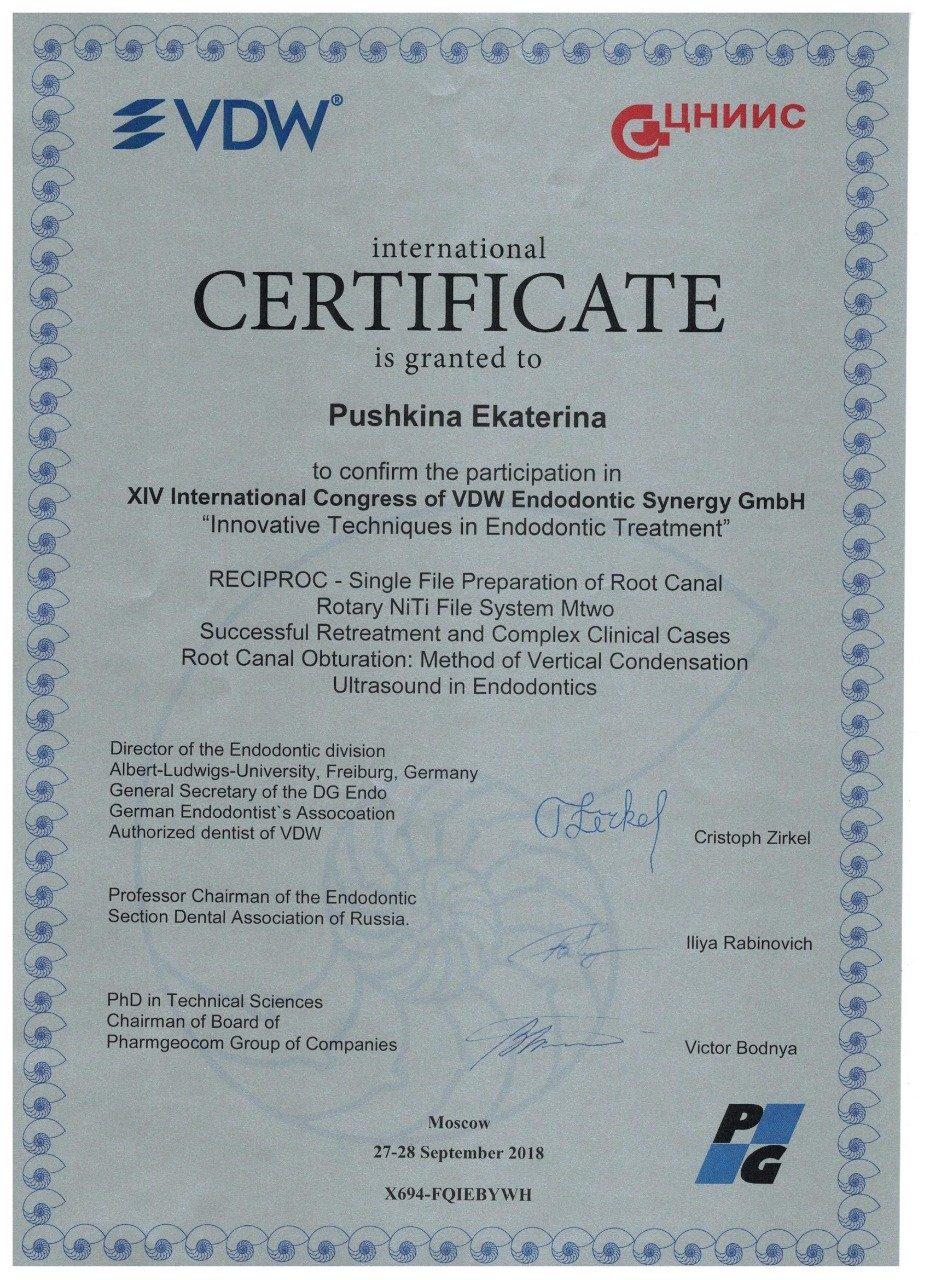 VDW®
ЦНИИС
international
CERTIFICATE
is granted to
Pushkina Ekaterina
to confirm the participation in
XIV International Congress of VDW Endodontic Synergy GmbH
“Innovative Techniques in Endodontic Treatment”
RECIPROC - Single File Preparation of Root Canal
Rotary NiTi File System Mtwo
Successful Retreatment and Complex Clinical Cases
Root Canal Obturation: Method of Vertical Condensation
Ultrasound in Endodontics
Director of the Endodontic division
Albert-Ludwigs-University, Freiburg, Germany
General Secretary of the DG Endo
German Endodontist`s Assocoation
Authorized dentist of VDW
Cristoph Zirkel
Professor Chairman of the Endodontic
Section Dental Association of Russia.
Iliya Rabinovich
PhD in Technical Sciences
Chairman of Board of
Pharmgeocom Group of Companies
Victor Bodnya
Moscow
27-28 September 2018
X694-FQIEBYWH
PG